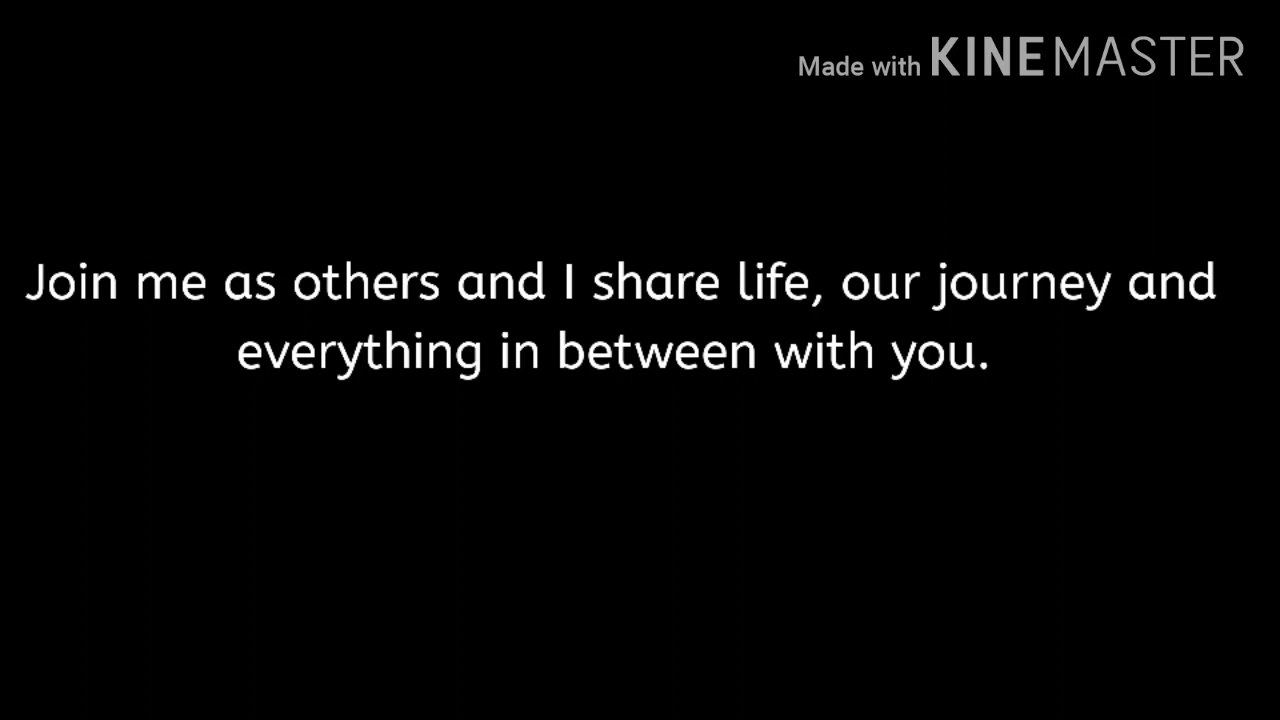 Made with KINEMASTER
Join me as others and I share life, our journey and
everything in between with you.